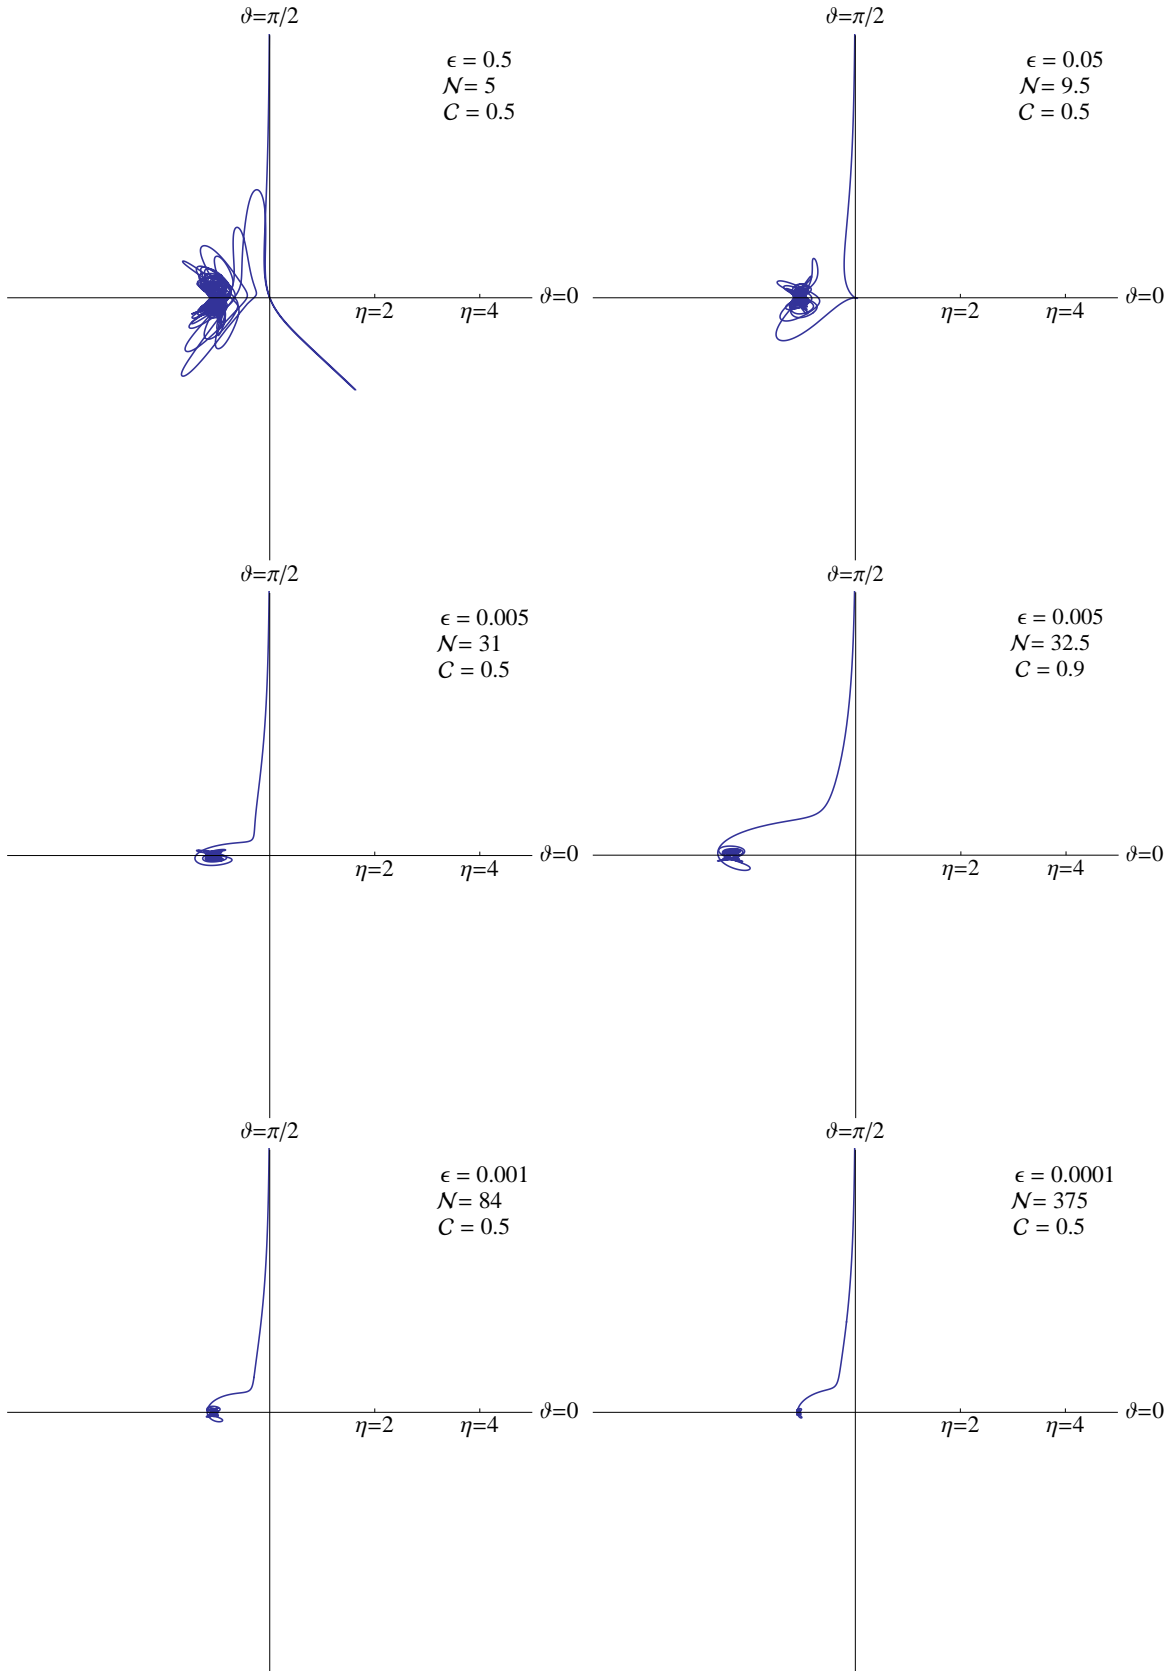 ϑ=π/2
ϵ = 0.5
𝒩= 5
𝒞 = 0.5
η=2
η=4
ϑ=0
ϑ=π/2
ϵ = 0.05
𝒩= 9.5
𝒞 = 0.5
η=2
η=4
ϑ=0
ϑ=π/2
ϵ = 0.005
𝒩= 31
𝒞 = 0.5
η=2
η=4
ϑ=0
ϑ=π/2
ϵ = 0.005
𝒩= 32.5
𝒞 = 0.9
η=2
η=4
ϑ=0
ϑ=π/2
ϵ = 0.001
𝒩= 84
𝒞 = 0.5
η=2
η=4
ϑ=0
ϑ=π/2
ϵ = 0.0001
𝒩= 375
𝒞 = 0.5
η=2
η=4
ϑ=0